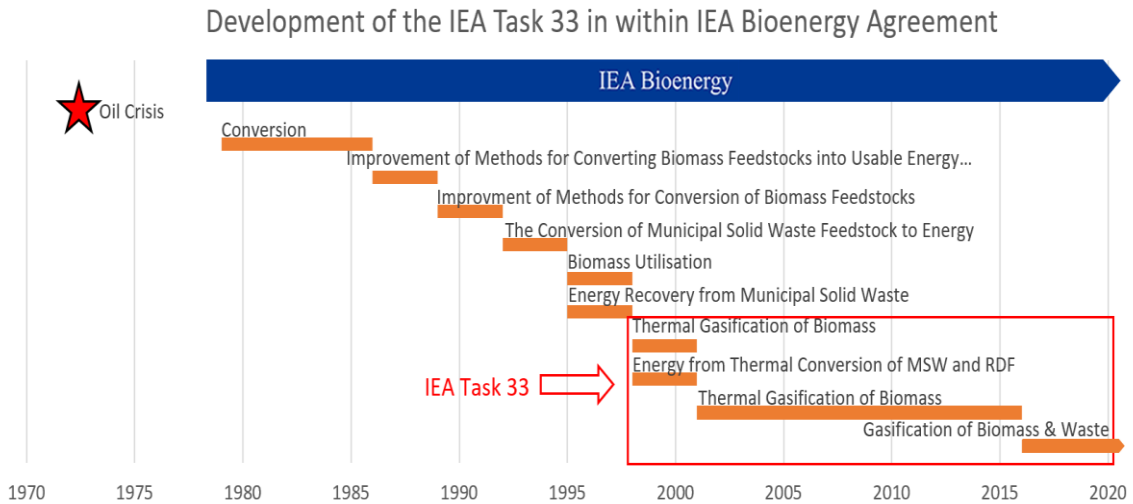 Development of the IEA Task 33 in within IEA Bioenergy Agreement
IEA Bioenergy
Oil Crisis
Conversion
Improvement of Methods for Converting Biomass Feedstocks into Usable Energy...
Improvment of Methods for Conversion of Biomass Feedstocks
The Conversion of Municipal Solid Waste Feedstock to Energy
Biomass Utilisation
Energy Recovery from Municipal Solid Waste
Thermal Gasification of Biomass
Energy from Thermal Conversion of MSW and RDF
IEA Task 33
Thermal Gasification of Biomass
Gasification of Biomass & Waste
1970 1975 1980 1985 1990 1995 2000 2005 2010 2015 2020